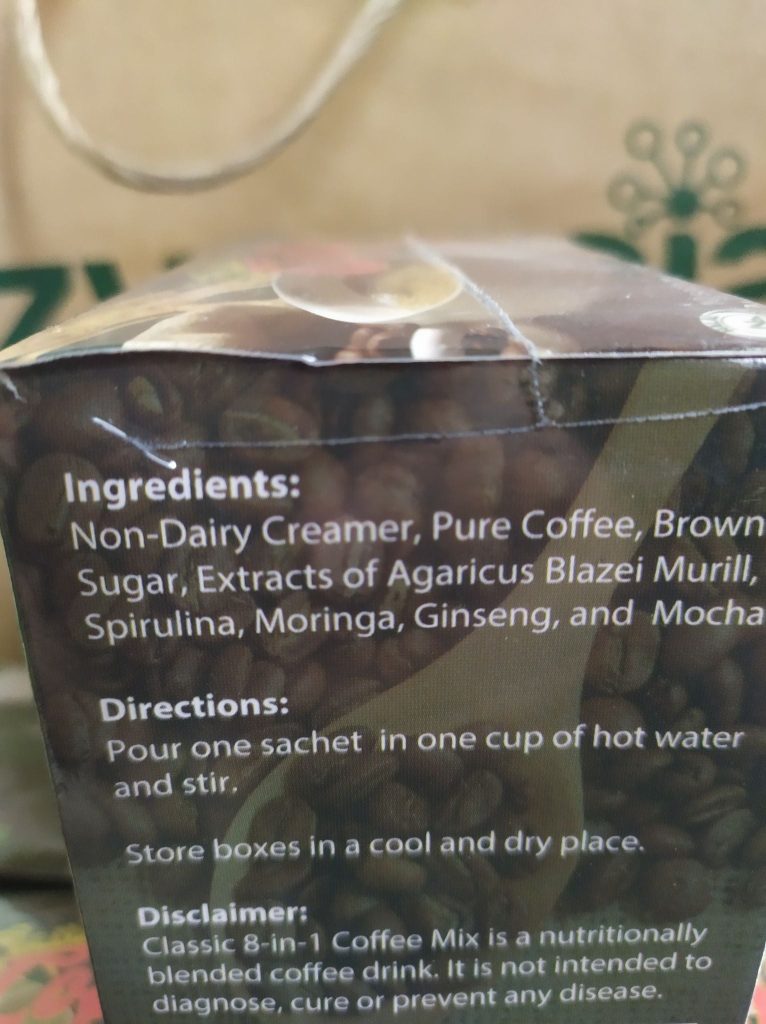 Ingredients:
Non-Dairy Creamer, Pure Coffee, Brown
Sugar, Extracts of Agaricus Blazei Murill,
Spirulina, Moringa, Ginseng, and Mocha
Directions:
Pour one sachet in one cup of hot water
and stir.
Store boxes in a cool and dry place.
Disclaimer:
Classic 8-in-1 Coffee Mix is a nutritionally
blended coffee drink. It is not intended to
diagnose, cure or prevent any disease.